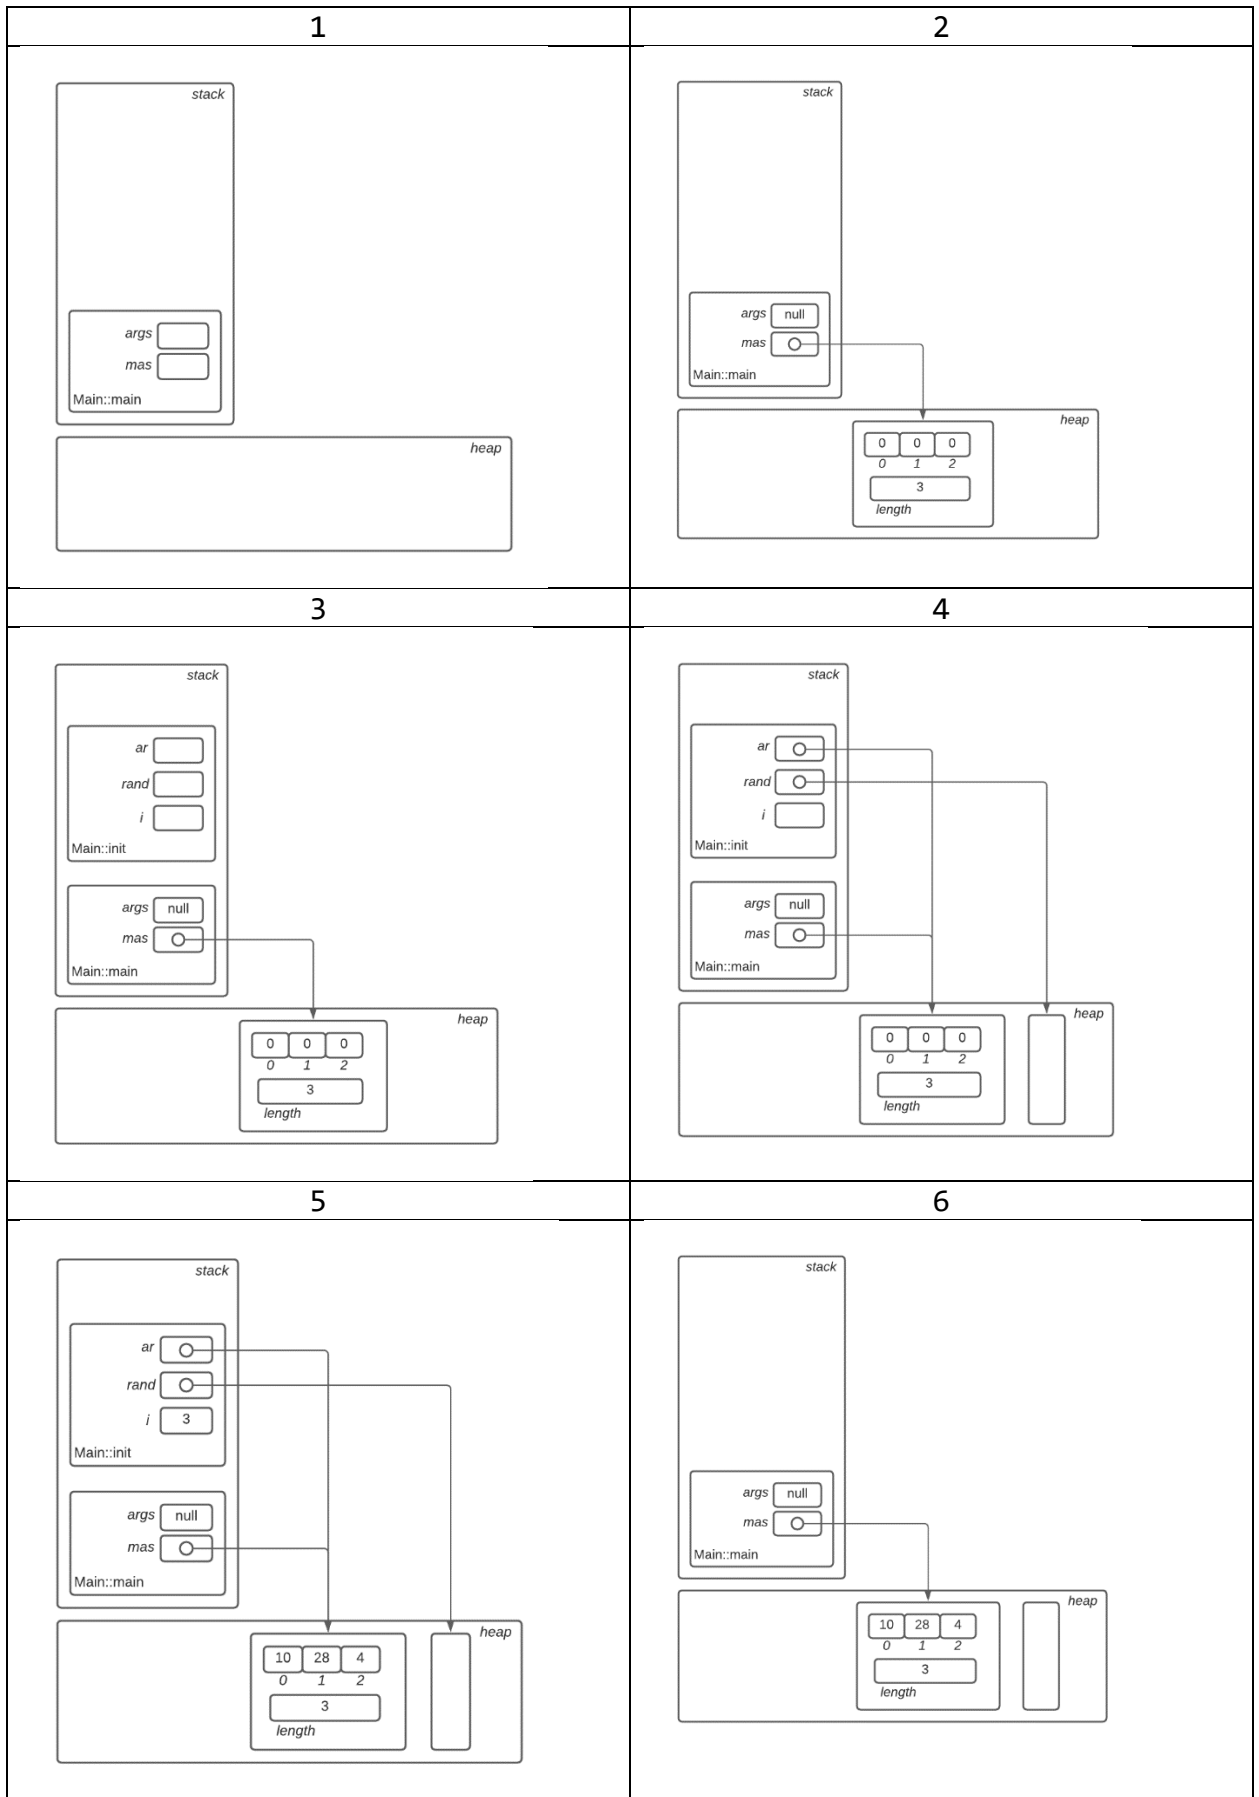 1
stack
args
mas
Main::main
heap
2
stack
args null
mas
Main::main
heap
0 0 0
0 1 2
3
length
3
stack
ar
rand
i
Main::init
args null
mas
Main::main
heap
0 0 0
0 1 2
3
length
4
stack
ar
rand
i
Main::init
args null
mas
Main::main
heap
0 0 0
0 1 2
3
length
5
stack
ar
rand
i 3
Main::init
args null
mas
Main::main
heap
10 28 4
0 1 2
3
length
6
stack
args null
mas
Main::main
heap
10 28 4
0 1 2
3
length